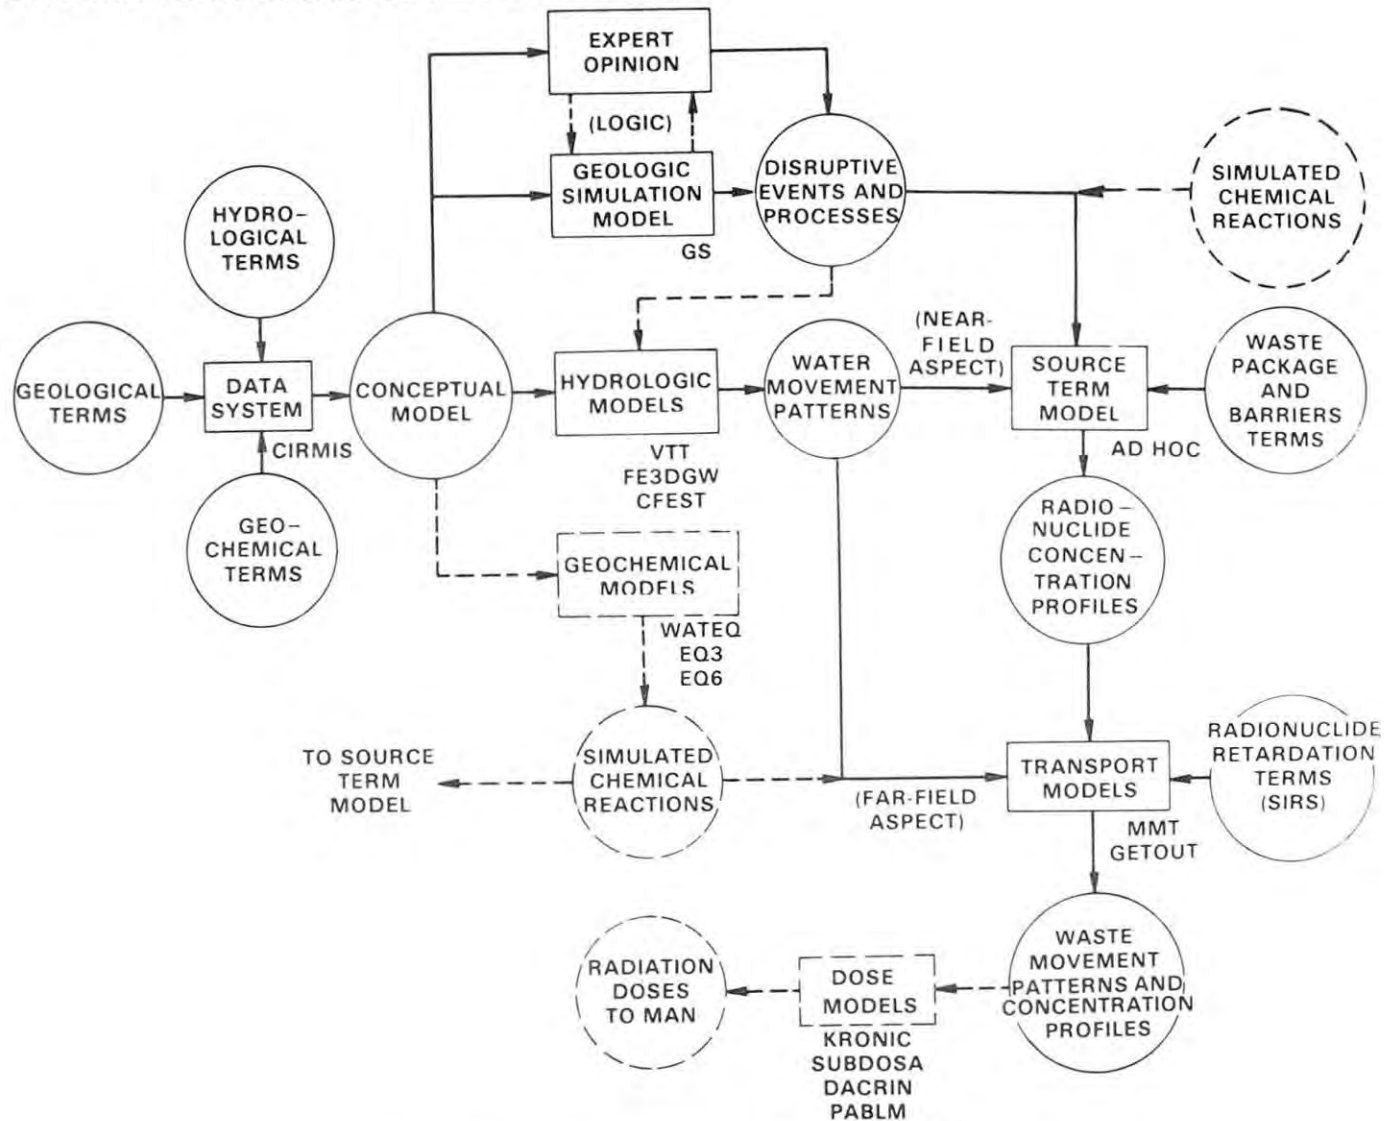 EXPERT
OPINION
(LOGIC)
GEOLOGIC
SIMULATION
MODEL
GS
DISRUPTIVE
EVENTS AND
PROCESSES
SIMULATED
CHEMICAL
REACTIONS
HYDRO–
LOGICAL
TERMS
GEOLOGICAL
TERMS
DATA
SYSTEM
CIRMIS
GEO–
CHEMICAL
TERMS
CONCEPTUAL
MODEL
HYDROLOGIC
MODELS
VTT
FE3DGW
CFEST
WATER
MOVEMENT
PATTERNS
(NEAR-
FIELD
ASPECT)
SOURCE
TERM
MODEL
AD HOC
WASTE
PACKAGE
AND
BARRIERS
TERMS
RADIO–
NUCLIDE
CONCEN–
TRATION
PROFILES
GEOCHEMICAL
MODELS
WATEQ
EQ3
EQ6
TO SOURCE
TERM
MODEL
SIMULATED
CHEMICAL
REACTIONS
(FAR-FIELD
ASPECT)
TRANSPORT
MODELS
MMT
GETOUT
RADIONUCLIDE
RETARDATION
TERMS
(SIRS)
WASTE
MOVEMENT
PATTERNS AND
CONCENTRATION
PROFILES
DOSE
MODELS
KRONIC
SUBDOSA
DACRIN
PABLM
RADIATION
DOSES
TO MAN